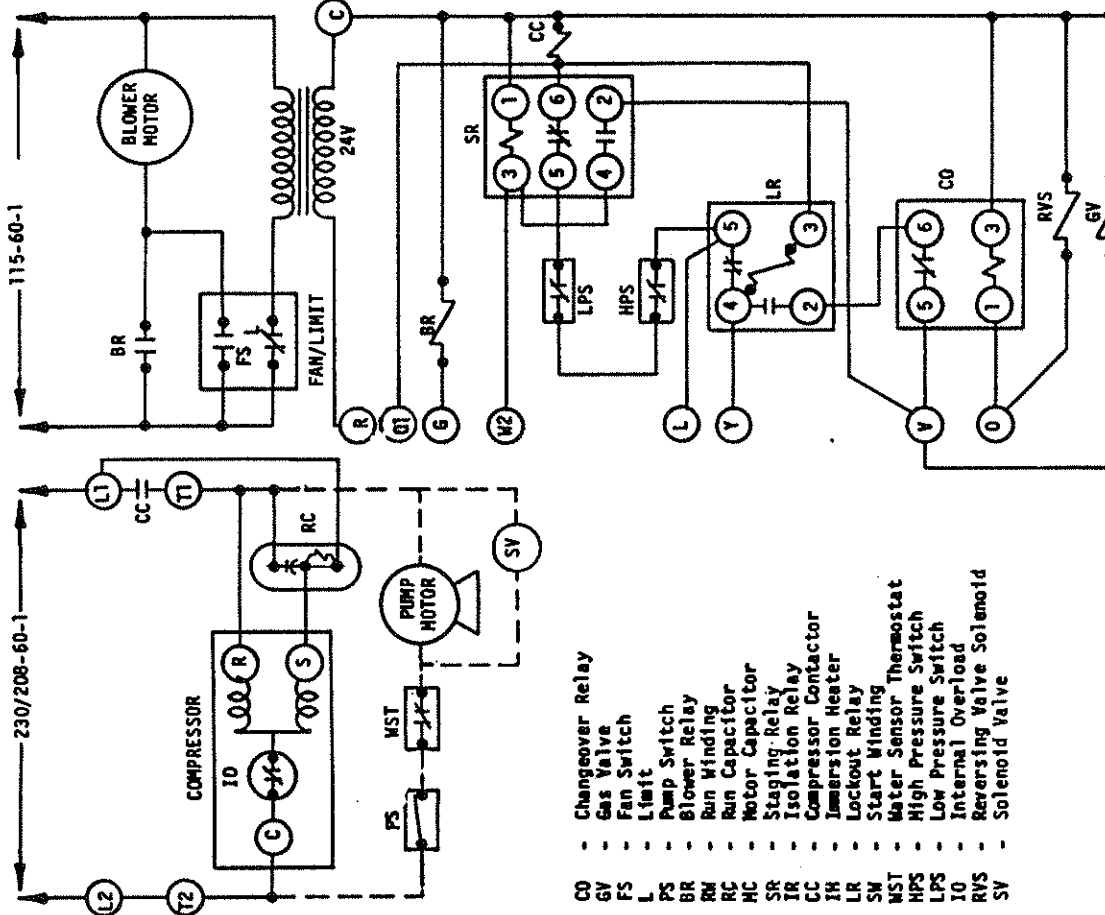 230/208-60-1
115-60-1
L2
T2
L1
CC
T1
COMPRESSOR
IO
C
R
S
RC
PS
WST
PUMP
MOTOR
SV
BLOWER
MOTOR
BR
FS
L
FAN/LIMIT
24V
C
R
G
W2
L
Y
V
O
BR
CC
SR
1
3
6
5
2
4
LPS
HPS
LR
5
4
3
2
CO
6
5
3
1
RVS
GV
CO - Changeover Relay
GV - Gas Valve
FS - Fan Switch
L - Limit
PS - Pump Switch
BR - Blower Relay
RW - Run Winding
RC - Run Capacitor
MC - Motor Capacitor
SR - Staging Relay
IR - Isolation Relay
CC - Compressor Contactor
IH - Immersion Heater
LR - Lockout Relay
SW - Start Winding
WST - Water Sensor Thermostat
HPS - High Pressure Switch
LPS - Low Pressure Switch
IO - Internal Overload
RVS - Reversing Valve Solenoid
SV - Solenoid Valve